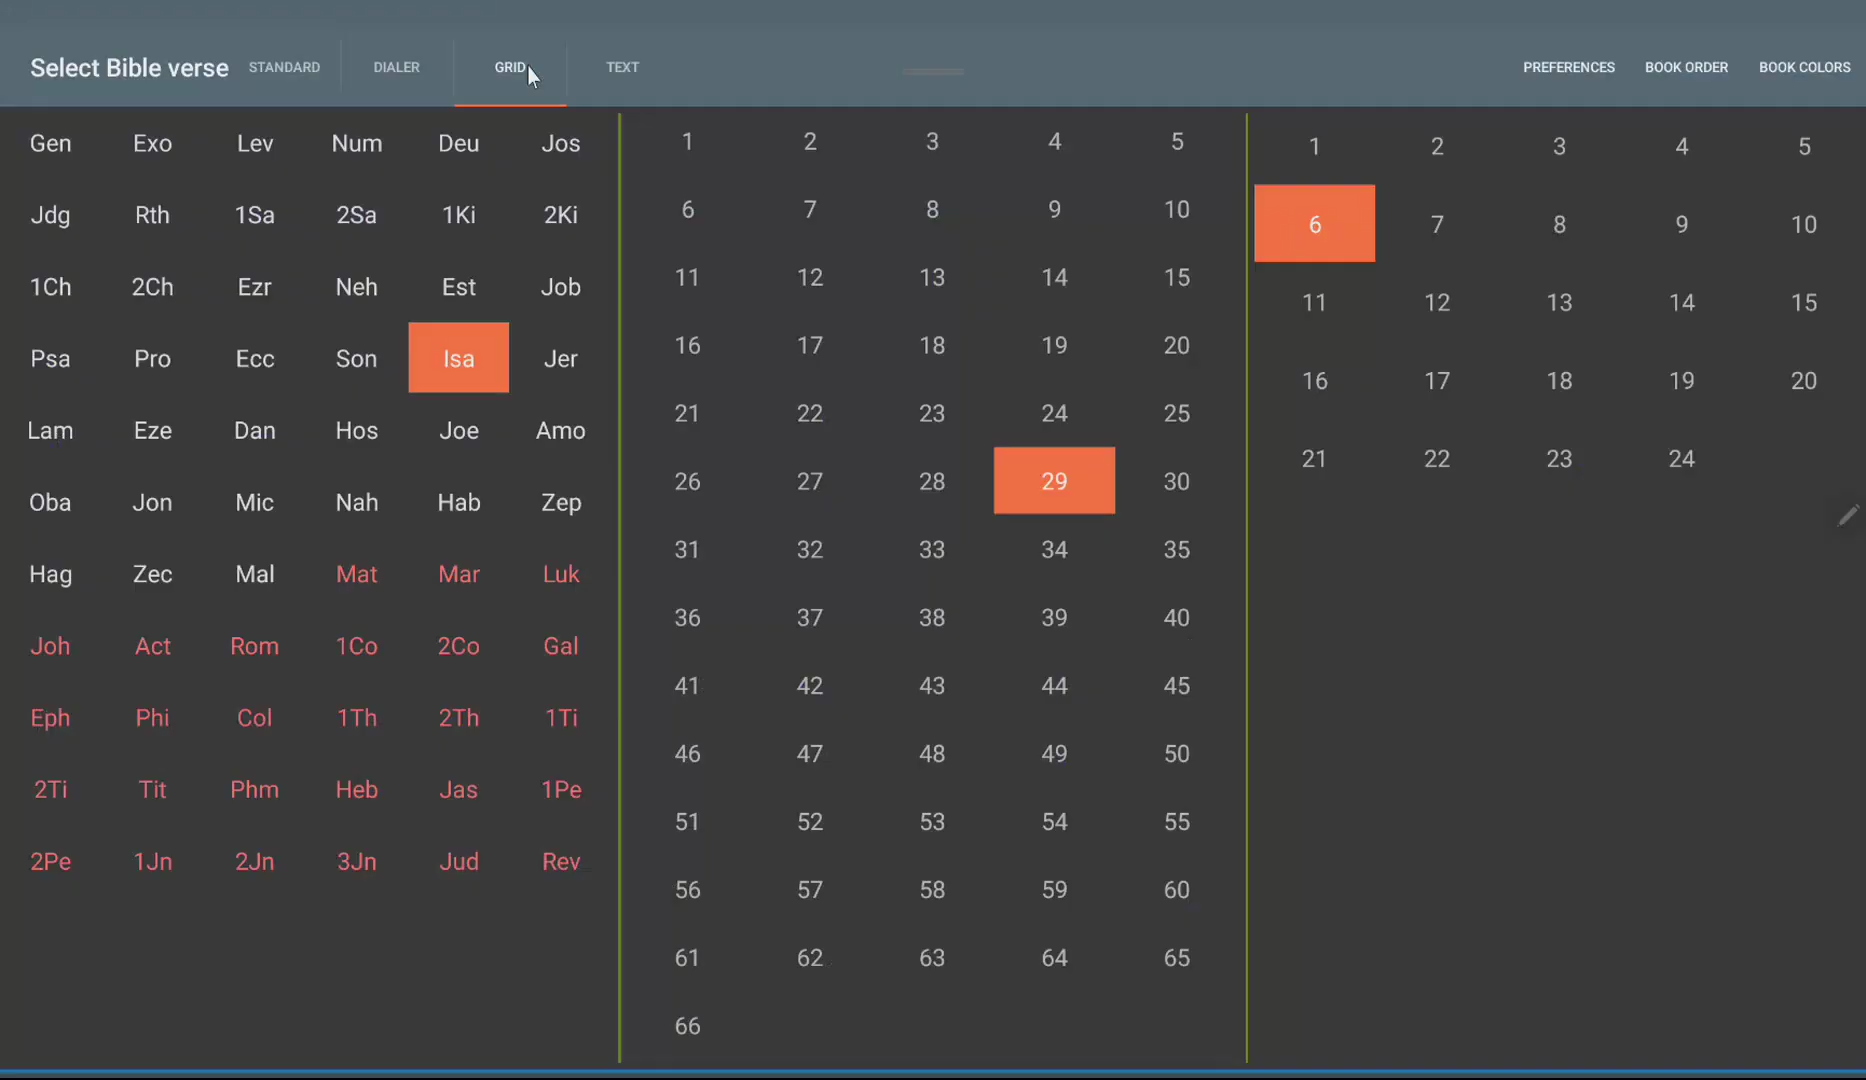 Select Bible verse STANDARD DIALER GRID TEXT PREFERENCES BOOK ORDER BOOK COLORS
Gen Exo Lev Num Deu Jos
Jdg Rth 1Sa 2Sa 1Ki 2Ki
1Ch 2Ch Ezr Neh Est Job
Psa Pro Ecc Son Isa Jer
Lam Eze Dan Hos Joe Amo
Oba Jon Mic Nah Hab Zep
Hag Zec Mal Mat Mar Luk
Joh Act Rom 1Co 2Co Gal
Eph Phi Col 1Th 2Th 1Ti
2Ti Tit Phm Heb Jas 1Pe
2Pe 1Jn 2Jn 3Jn Jud Rev
1 2 3 4 5
6 7 8 9 10
11 12 13 14 15
16 17 18 19 20
21 22 23 24 25
26 27 28 29 30
31 32 33 34 35
36 37 38 39 40
41 42 43 44 45
46 47 48 49 50
51 52 53 54 55
56 57 58 59 60
61 62 63 64 65
66
1 2 3 4 5
6 7 8 9 10
11 12 13 14 15
16 17 18 19 20
21 22 23 24